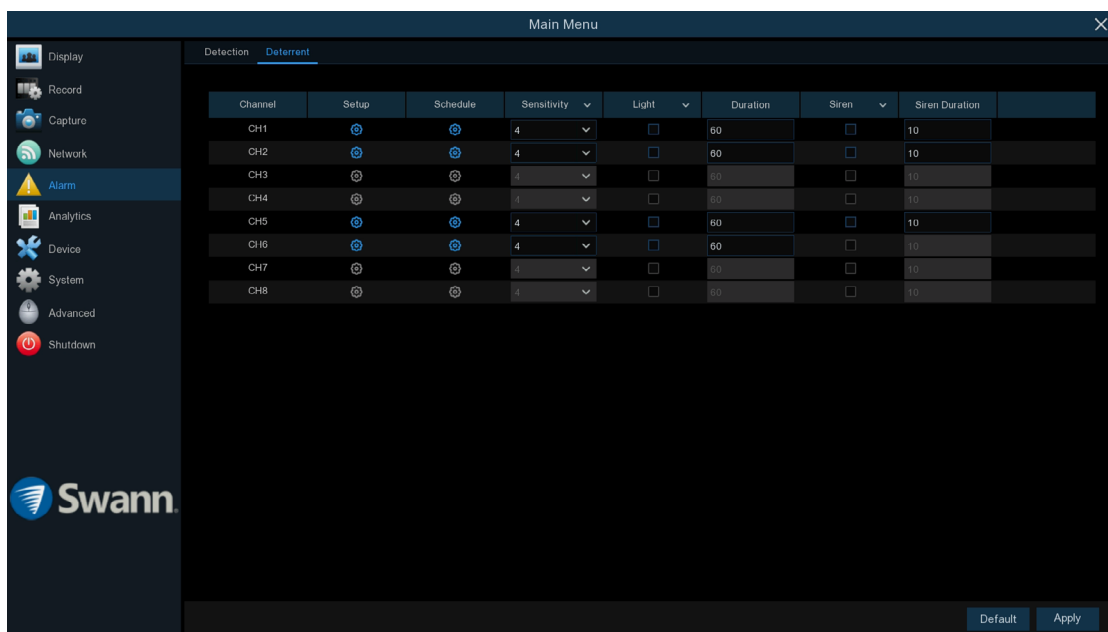 Main Menu
Display
Record
Capture
Network
Alarm
Analytics
Device
System
Advanced
Shutdown
Swann.
Detection Deterrent
Channel Setup Schedule Sensitivity Light Duration Siren Siren Duration
CH1 4 60 10
CH2 4 60 10
CH3 4 60 10
CH4 4 60 10
CH5 4 60 10
CH6 4 60 10
CH7 4 60 10
CH8 4 60 10
Default Apply